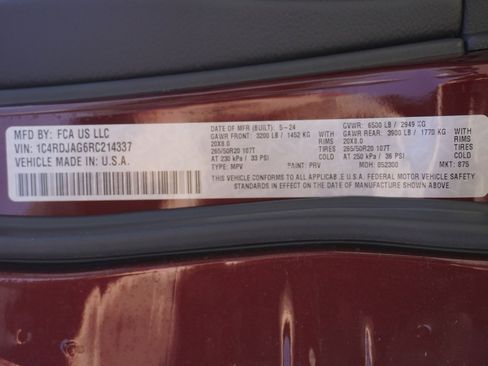 MFD BY: FCA US LLC
VIN: 1C4RDJAG6RC214337
VEHICLE MADE IN U.S.A.
DATE OF MFR (BUILT): 5-24 GVWR: 6500 LB / 2949 KG
GAWR FRONT: 3200 LB / 1452 KG WITH GAWR REAR: 3900 LB / 1770 KG WITH
20X8.0 RIMS 20X8.0 RIMS
265/50R20 107T TIRES 265/50R20 107T TIRES
AT 230 kPa / 33 PSI COLD AT 250 kPa / 36 PSI COLD
TYPE: MPV PAINT: PRV MDH: 052300 MKT: 875
THIS VEHICLE CONFORMS TO ALL APPLICABLE U.S.A. FEDERAL MOTOR VEHICLE SAFETY
STANDARDS IN EFFECT ON THE DATE OF MANUFACTURE SHOWN ABOVE.